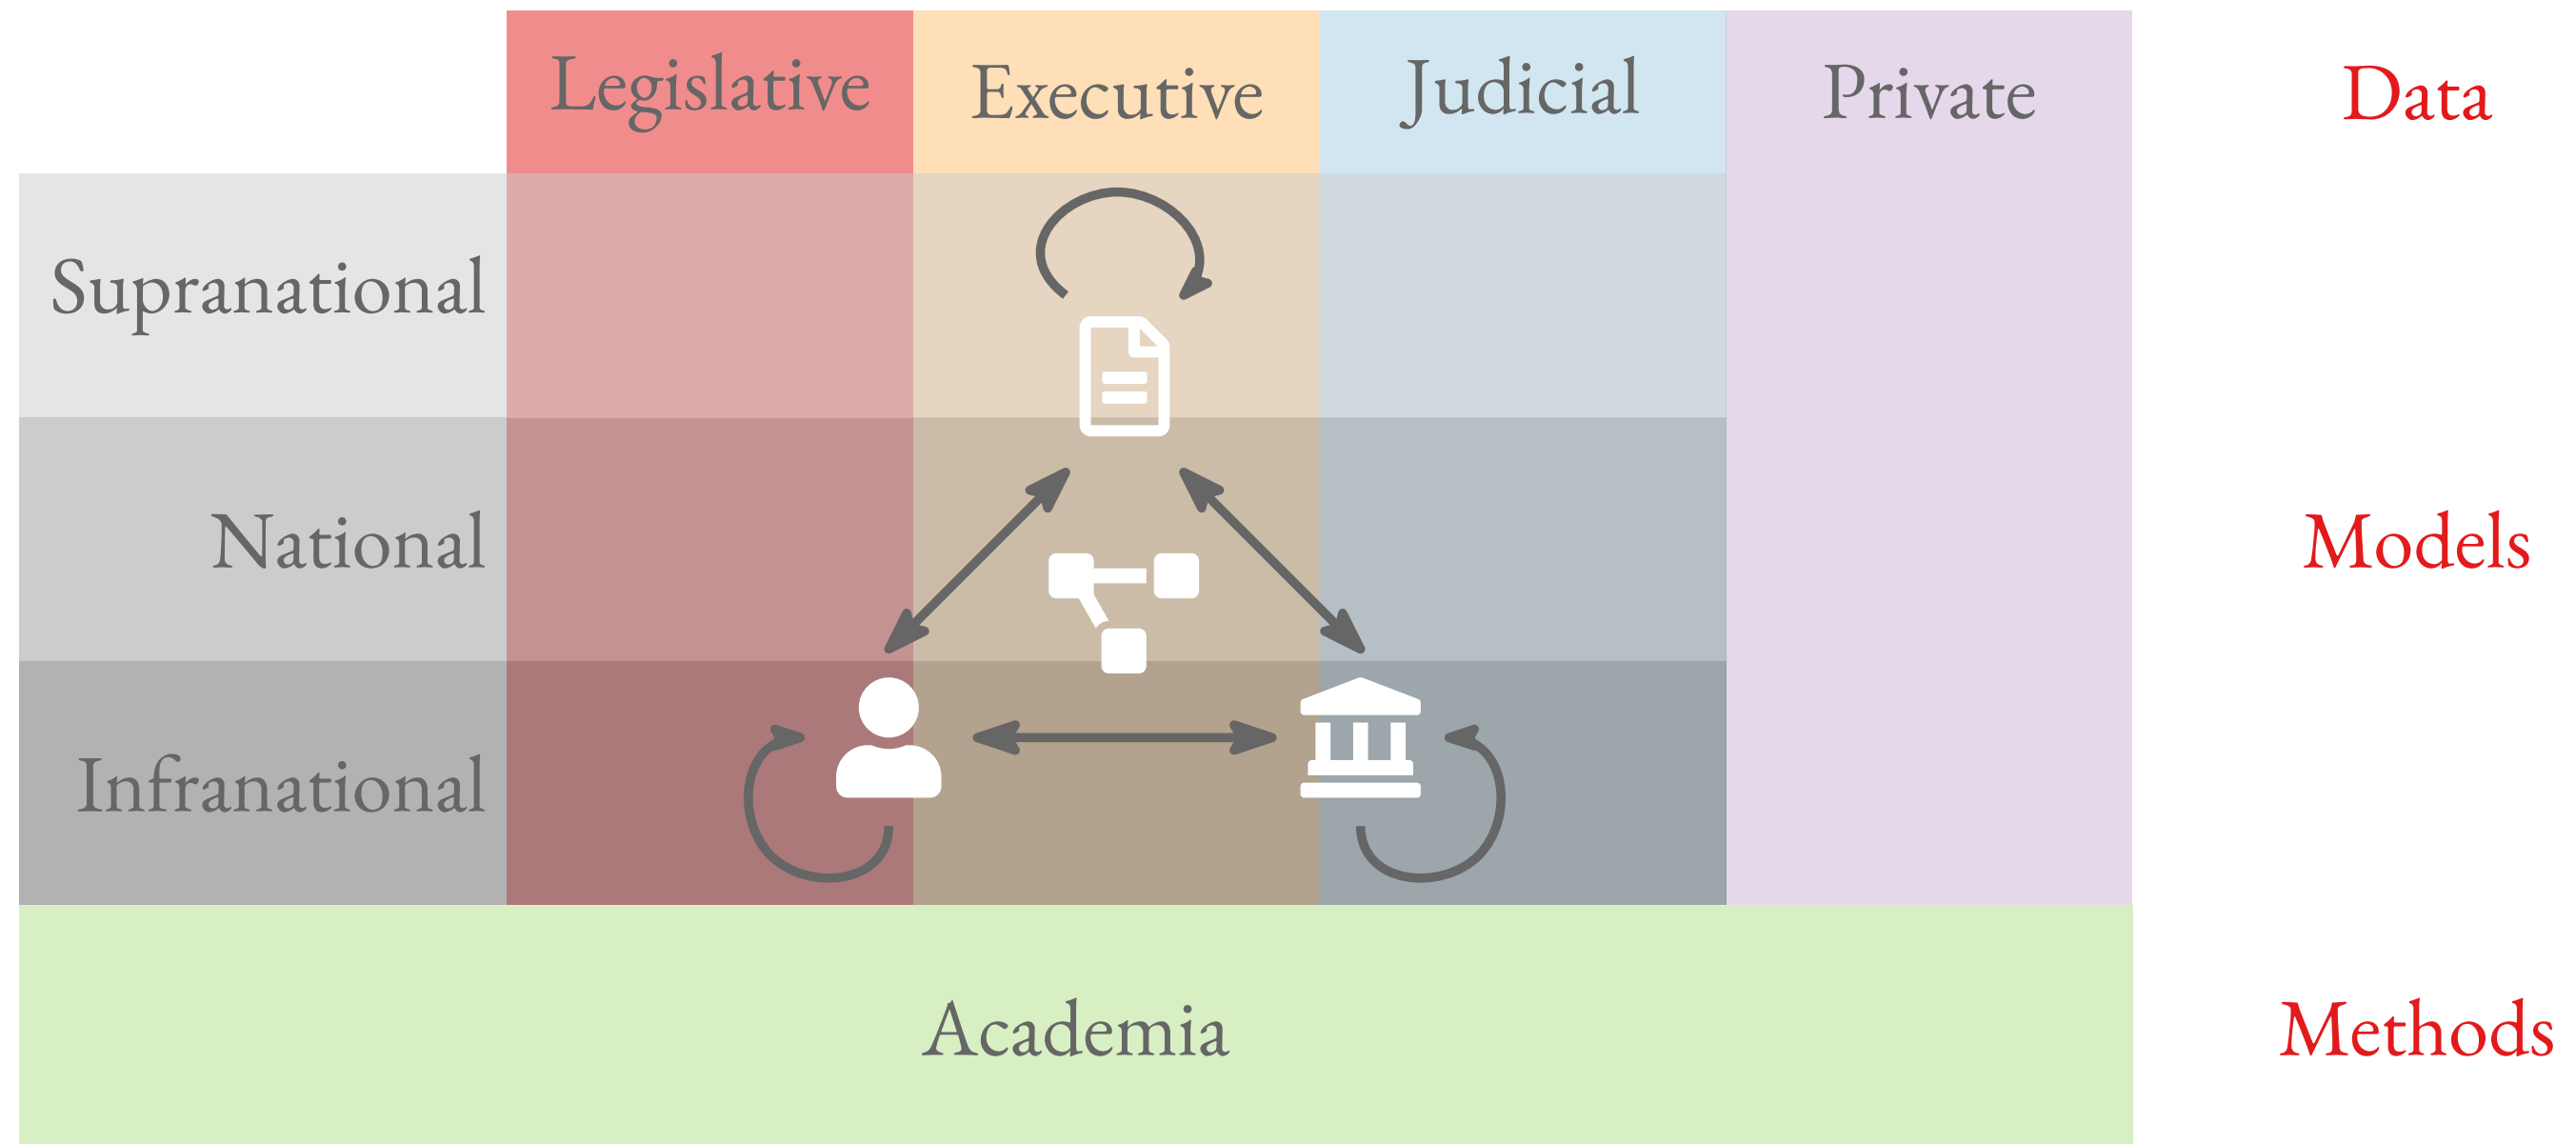 Legislative Executive Judicial Private Data
Supranational
National Models
Infranational
Academia Methods